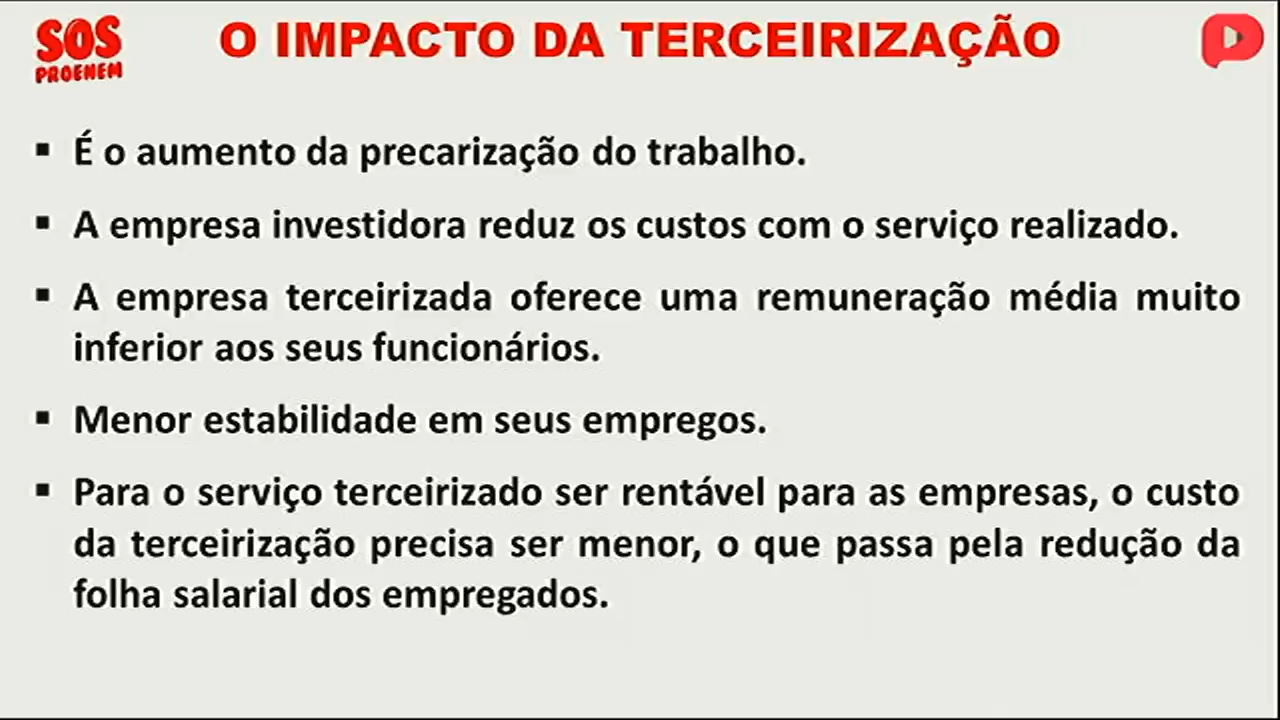 SOS
PROENEM
O IMPACTO DA TERCEIRIZAÇÃO
▪ É o aumento da precarização do trabalho.
▪ A empresa investidora reduz os custos com o serviço realizado.
▪ A empresa terceirizada oferece uma remuneração média muito
inferior aos seus funcionários.
▪ Menor estabilidade em seus empregos.
▪ Para o serviço terceirizado ser rentável para as empresas, o custo
da terceirização precisa ser menor, o que passa pela redução da
folha salarial dos empregados.